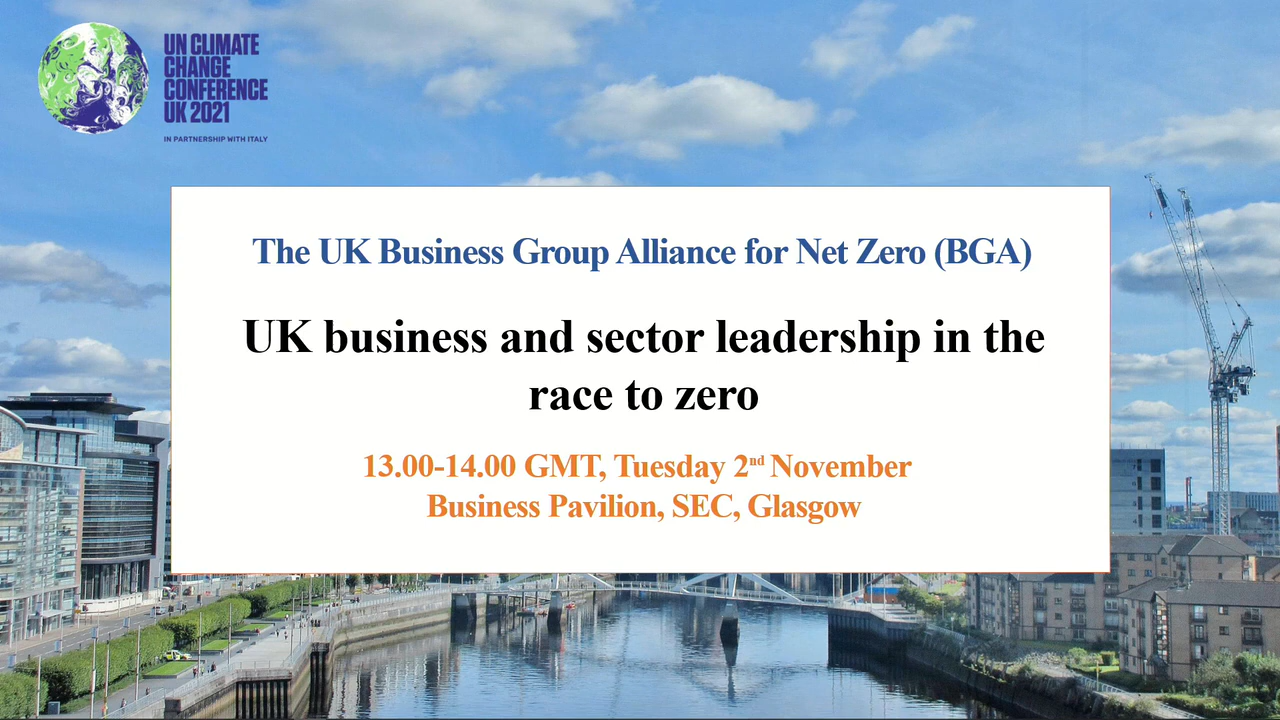 UN CLIMATE
CHANGE
CONFERENCE
UK 2021
IN PARTNERSHIP WITH ITALY
The UK Business Group Alliance for Net Zero (BGA)
UK business and sector leadership in the
race to zero
13.00-14.00 GMT, Tuesday 2nd November
Business Pavilion, SEC, Glasgow